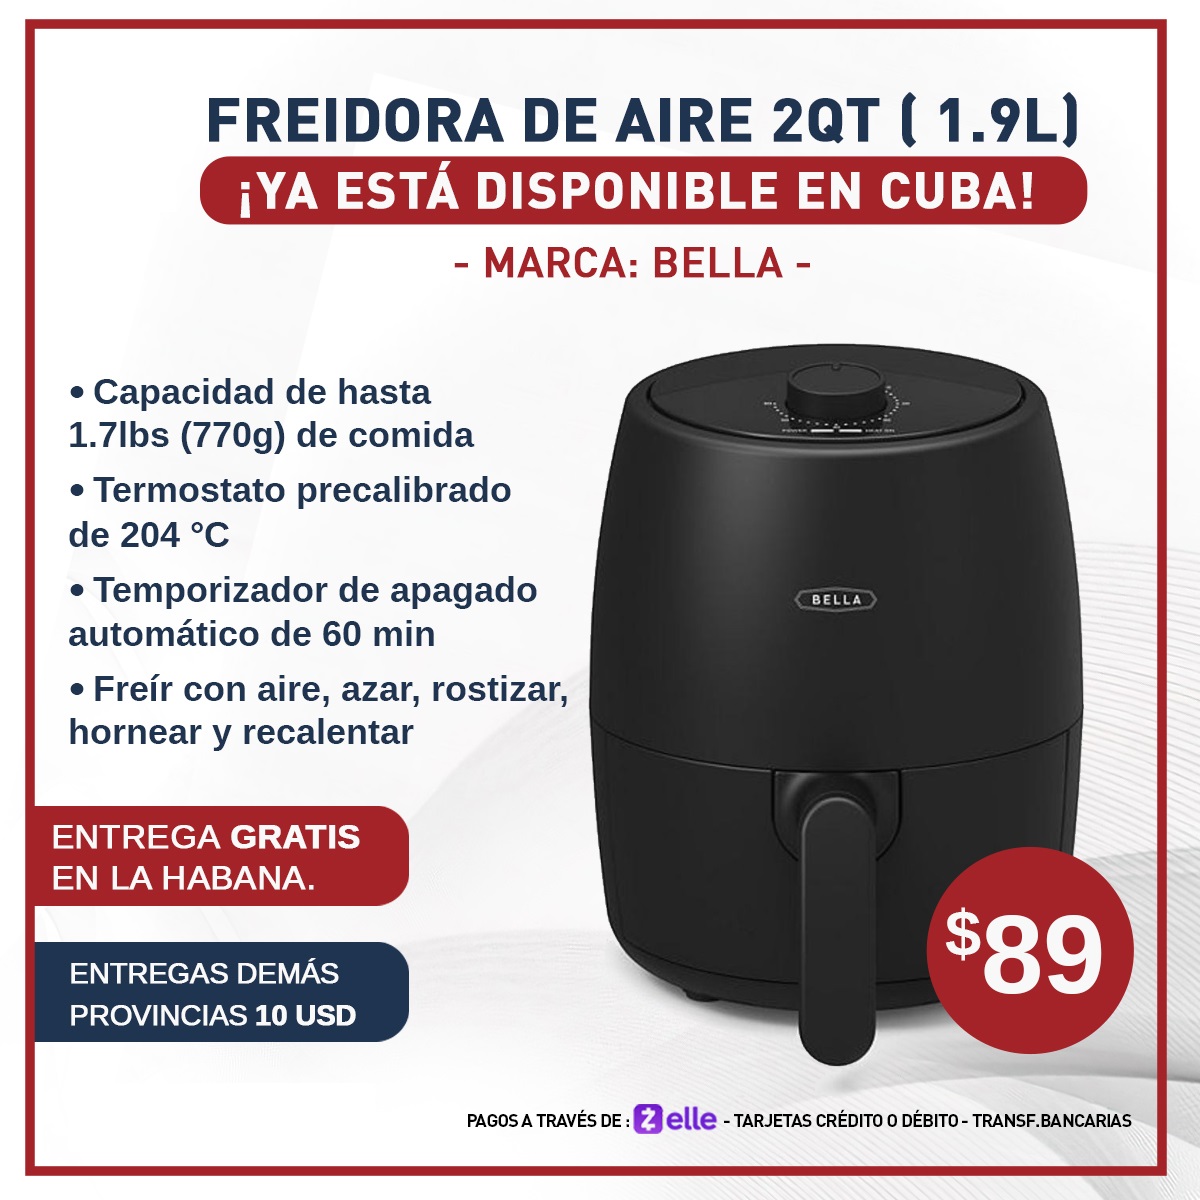 FREIDORA DE AIRE 2QT ( 1.9L)
¡YA ESTÁ DISPONIBLE EN CUBA!
- MARCA: BELLA -
• Capacidad de hasta
1.7lbs (770g) de comida
• Termostato precalibrado
de 204 °C
• Temporizador de apagado
automático de 60 min
• Freír con aire, azar, rostizar,
hornear y recalentar
BELLA
ENTREGA GRATIS
EN LA HABANA.
ENTREGAS DEMÁS
PROVINCIAS 10 USD
$89
PAGOS A TRAVÉS DE : Zelle - TARJETAS CRÉDITO O DÉBITO - TRANSF.BANCARIAS